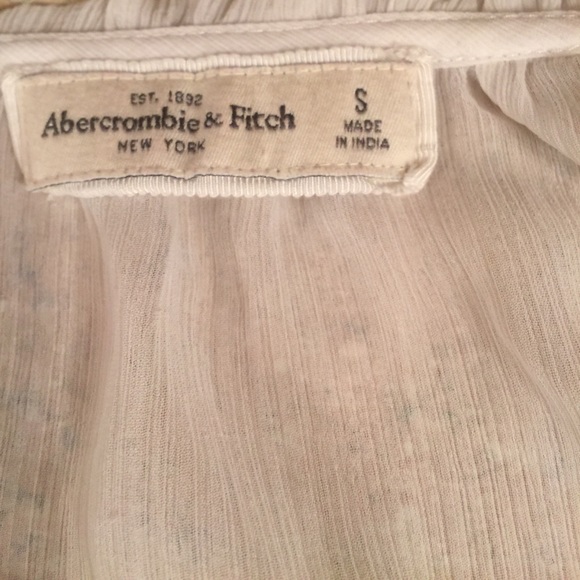 EST. 1892
Abercrombie & Fitch
NEW YORK
S
MADE
IN INDIA